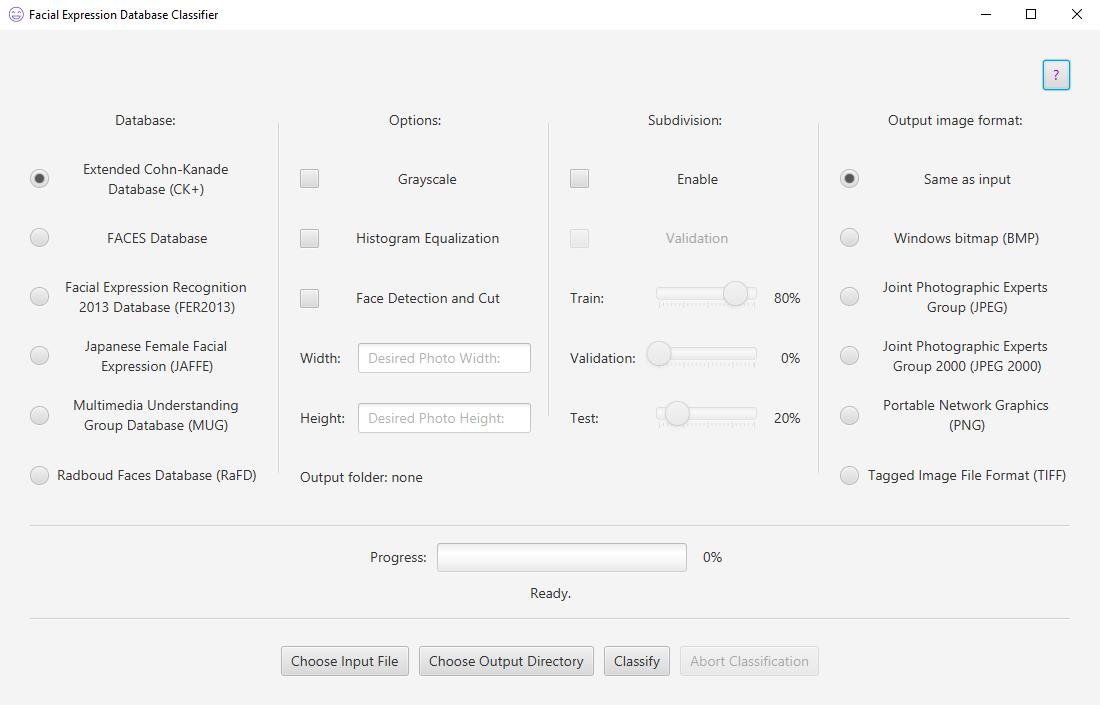 Facial Expression Database Classifier
?
Database:
Extended Cohn-Kanade
Database (CK+)
FACES Database
Facial Expression Recognition
2013 Database (FER2013)
Japanese Female Facial
Expression (JAFFE)
Multimedia Understanding
Group Database (MUG)
Radboud Faces Database (RaFD)
Options:
Grayscale
Histogram Equalization
Face Detection and Cut
Width: Desired Photo Width:
Height: Desired Photo Height:
Output folder: none
Subdivision:
Enable
Validation
Train: 80%
Validation: 0%
Test: 20%
Output image format:
Same as input
Windows bitmap (BMP)
Joint Photographic Experts
Group (JPEG)
Joint Photographic Experts
Group 2000 (JPEG 2000)
Portable Network Graphics
(PNG)
Tagged Image File Format (TIFF)
Progress: 0%
Ready.
Choose Input File Choose Output Directory Classify Abort Classification